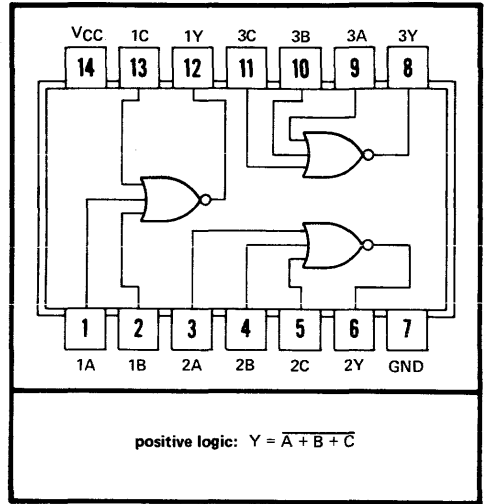 VCC 1C 1Y 3C 3B 3A 3Y
14 13 12 11 10 9 8
1 2 3 4 5 6 7
1A 1B 2A 2B 2C 2Y GND
positive logic: Y = A + B + C